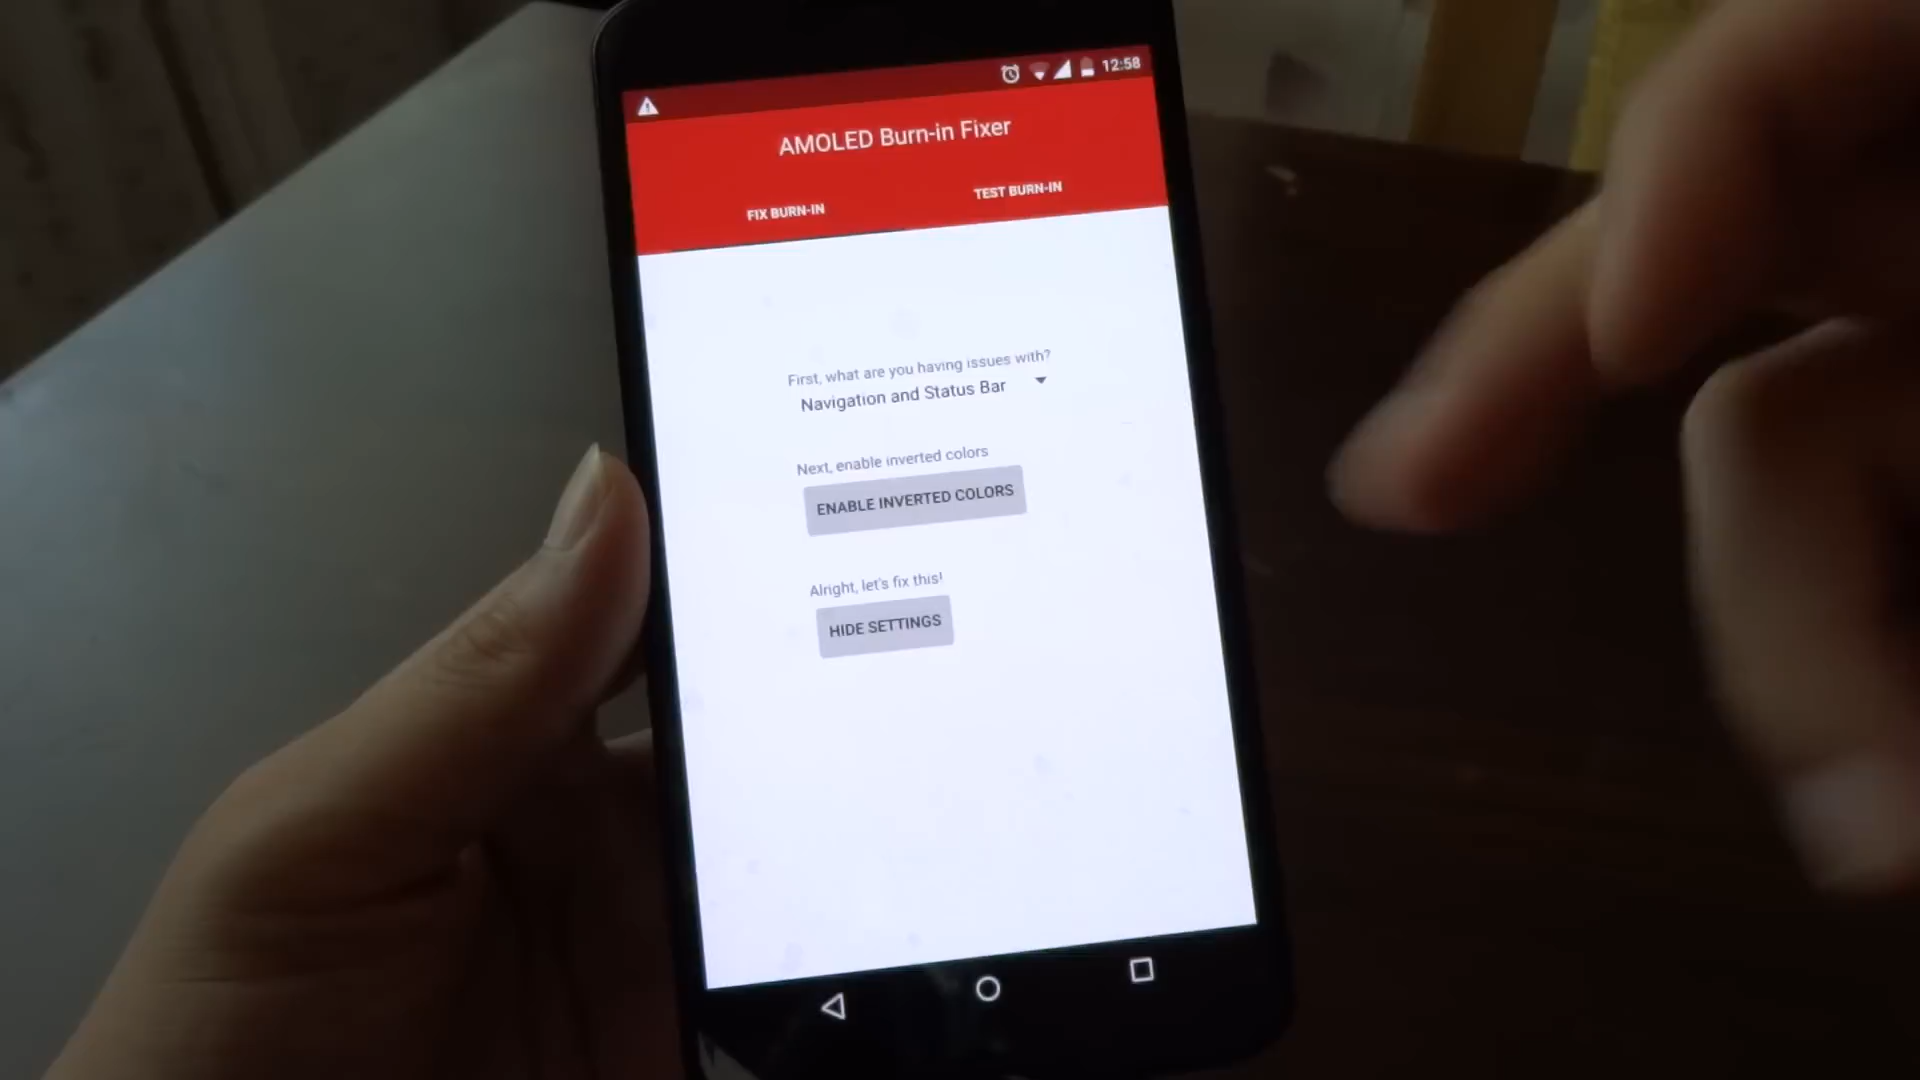 12:58
AMOLED Burn-in Fixer
FIX BURN-IN
TEST BURN-IN
First, what are you having issues with?
Navigation and Status Bar
Next, enable inverted colors
ENABLE INVERTED COLORS
Alright, let's fix this!
HIDE SETTINGS